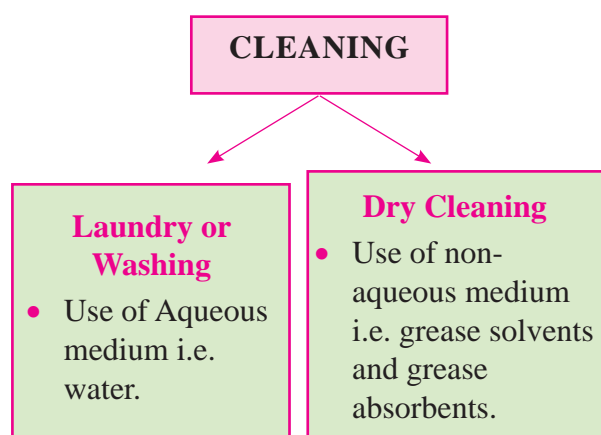 CLEANING
Laundry or
Washing
• Use of Aqueous
medium i.e.
water.
Dry Cleaning
• Use of non-
aqueous medium
i.e. grease solvents
and grease
absorbents.